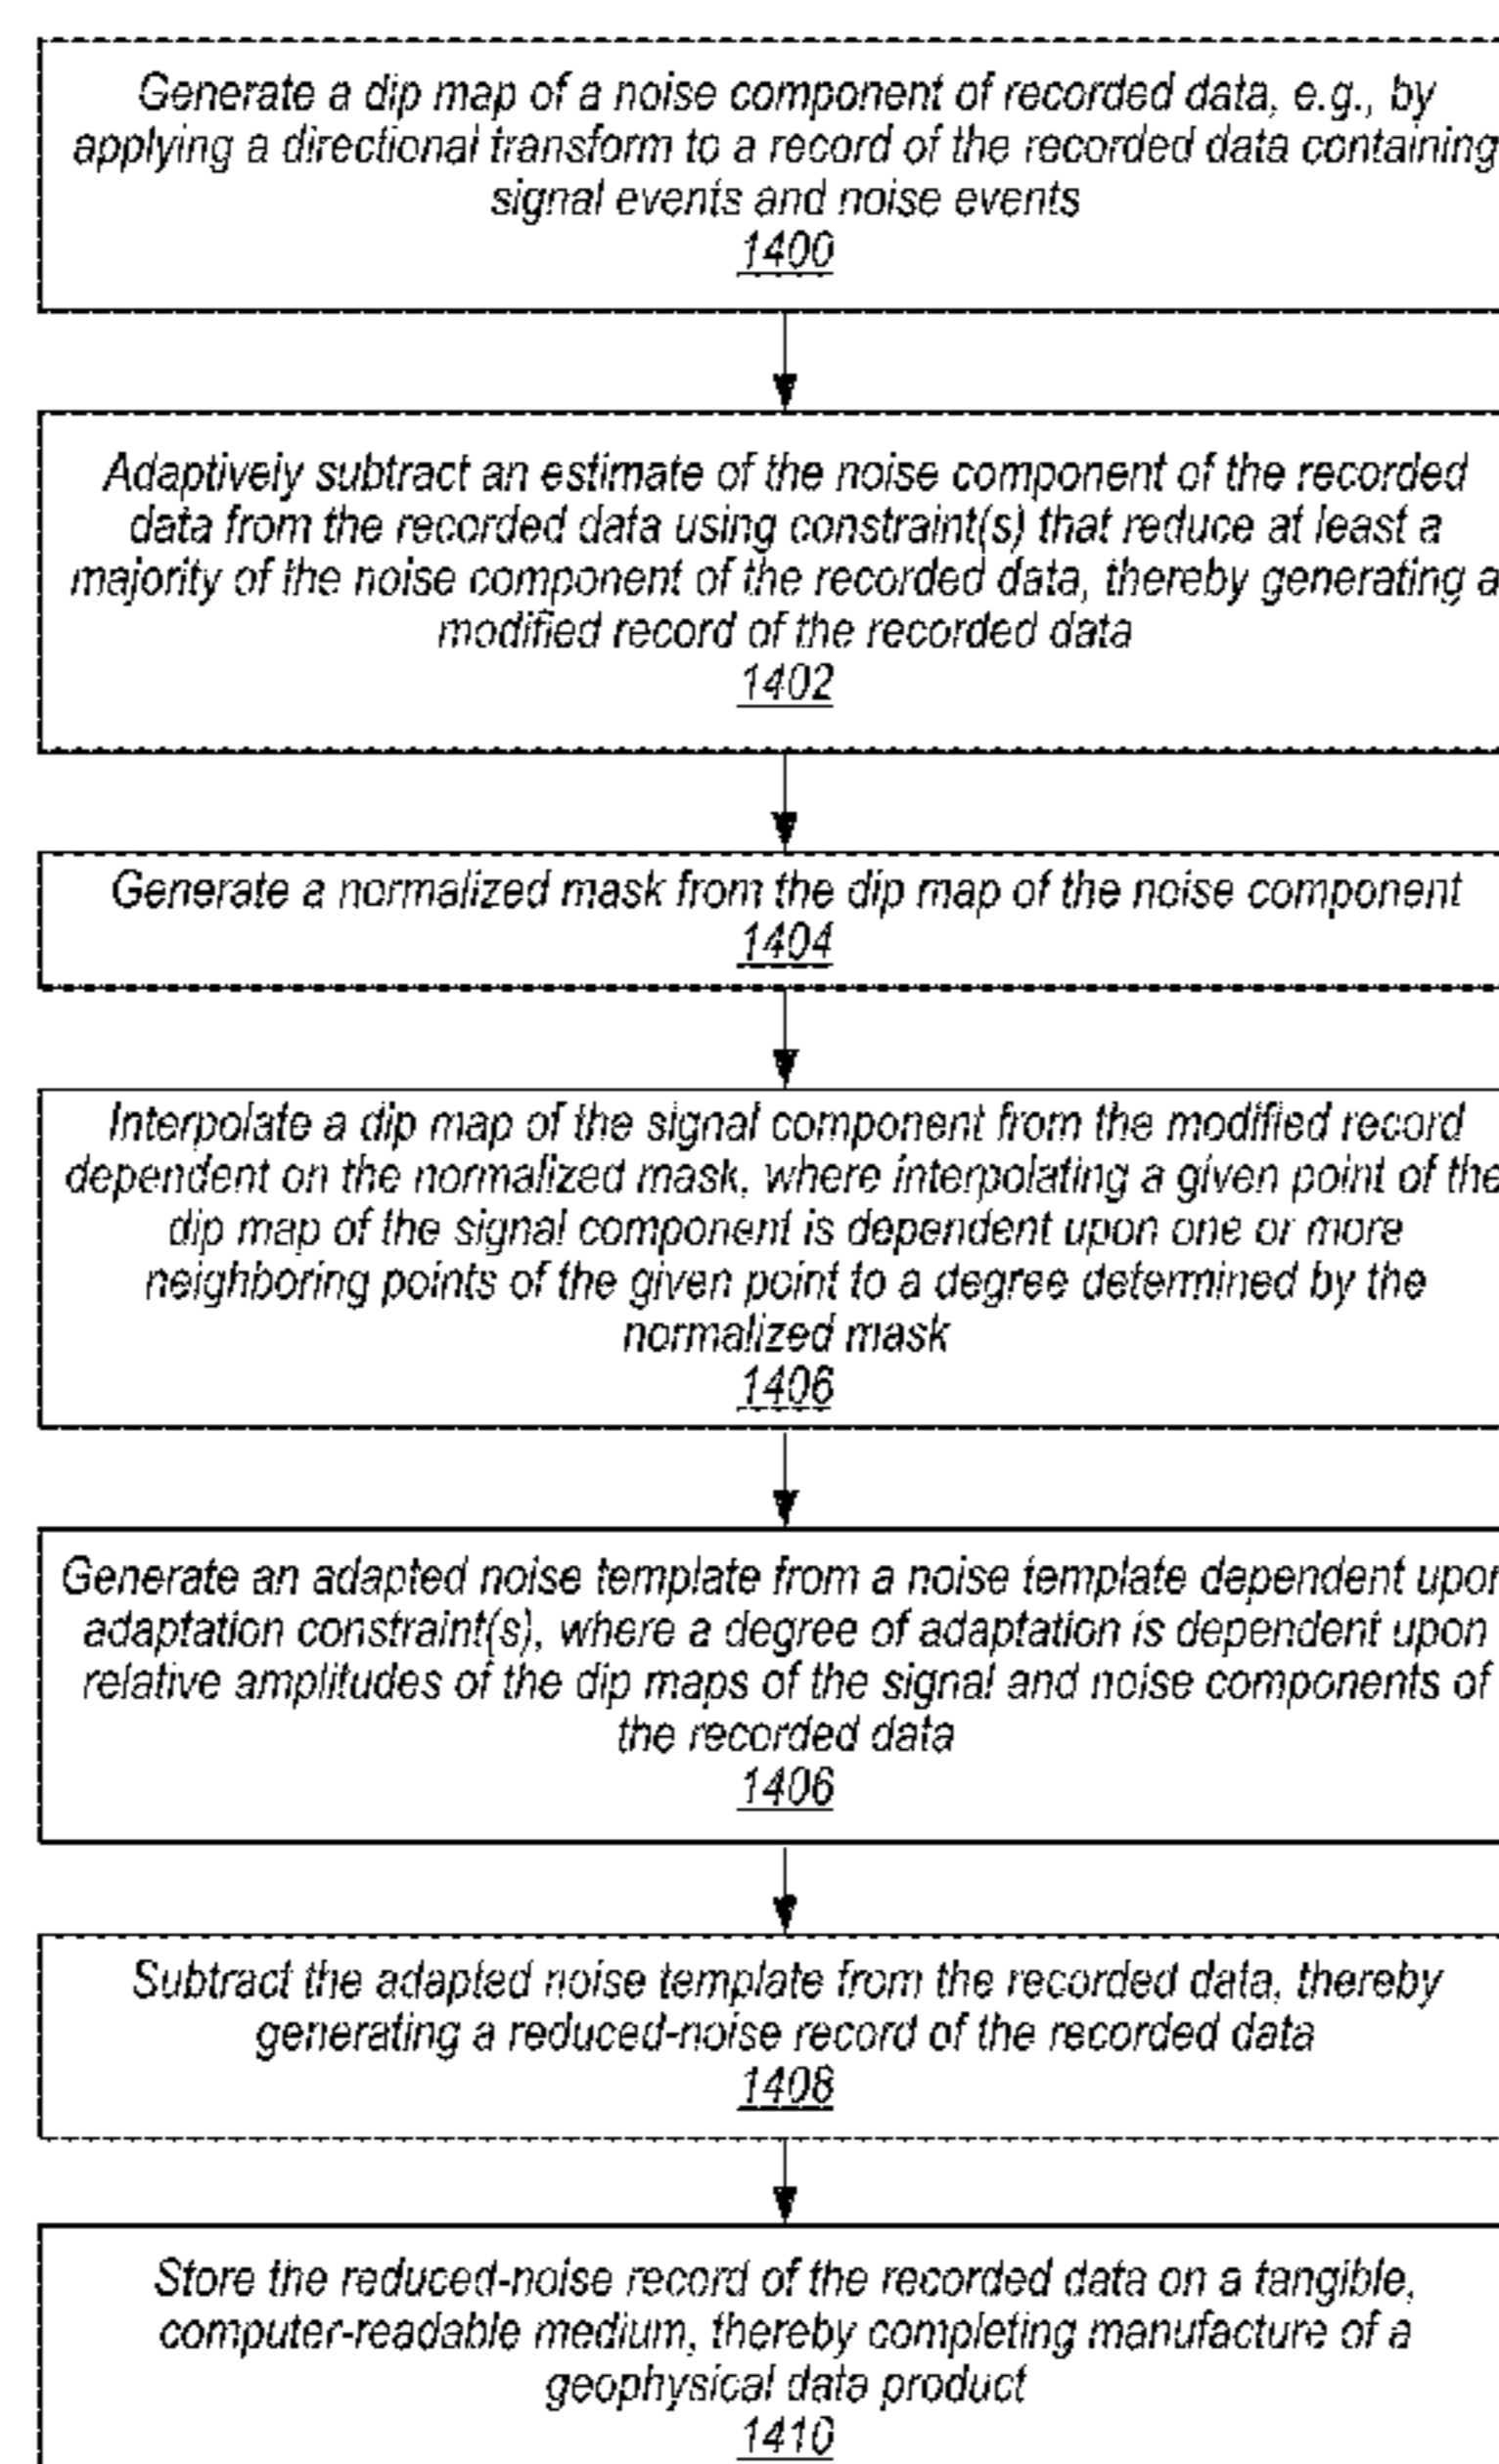 Generate a dip map of a noise component of recorded data, e.g., by
applying a directional transform to a record of the recorded data containing
signal events and noise events
1400
Adaptively subtract an estimate of the noise component of the recorded
data from the recorded data using constraint(s) that reduce at least a
majority of the noise component of the recorded data, thereby generating a
modified record of the recorded data
1402
Generate a normalized mask from the dip map of the noise component
1404
Interpolate a dip map of the signal component from the modified record
dependent on the normalized mask, where interpolating a given point of the
dip map of the signal component is dependent upon one or more
neighboring points of the given point to a degree determined by the
normalized mask
1406
Generate an adapted noise template from a noise template dependent upon
adaptation constraint(s), where a degree of adaptation is dependent upon
relative amplitudes of the dip maps of the signal and noise components of
the recorded data
1406
Subtract the adapted noise template from the recorded data, thereby
generating a reduced-noise record of the recorded data
1408
Store the reduced-noise record of the recorded data on a tangible,
computer-readable medium, thereby completing manufacture of a
geophysical data product
1410